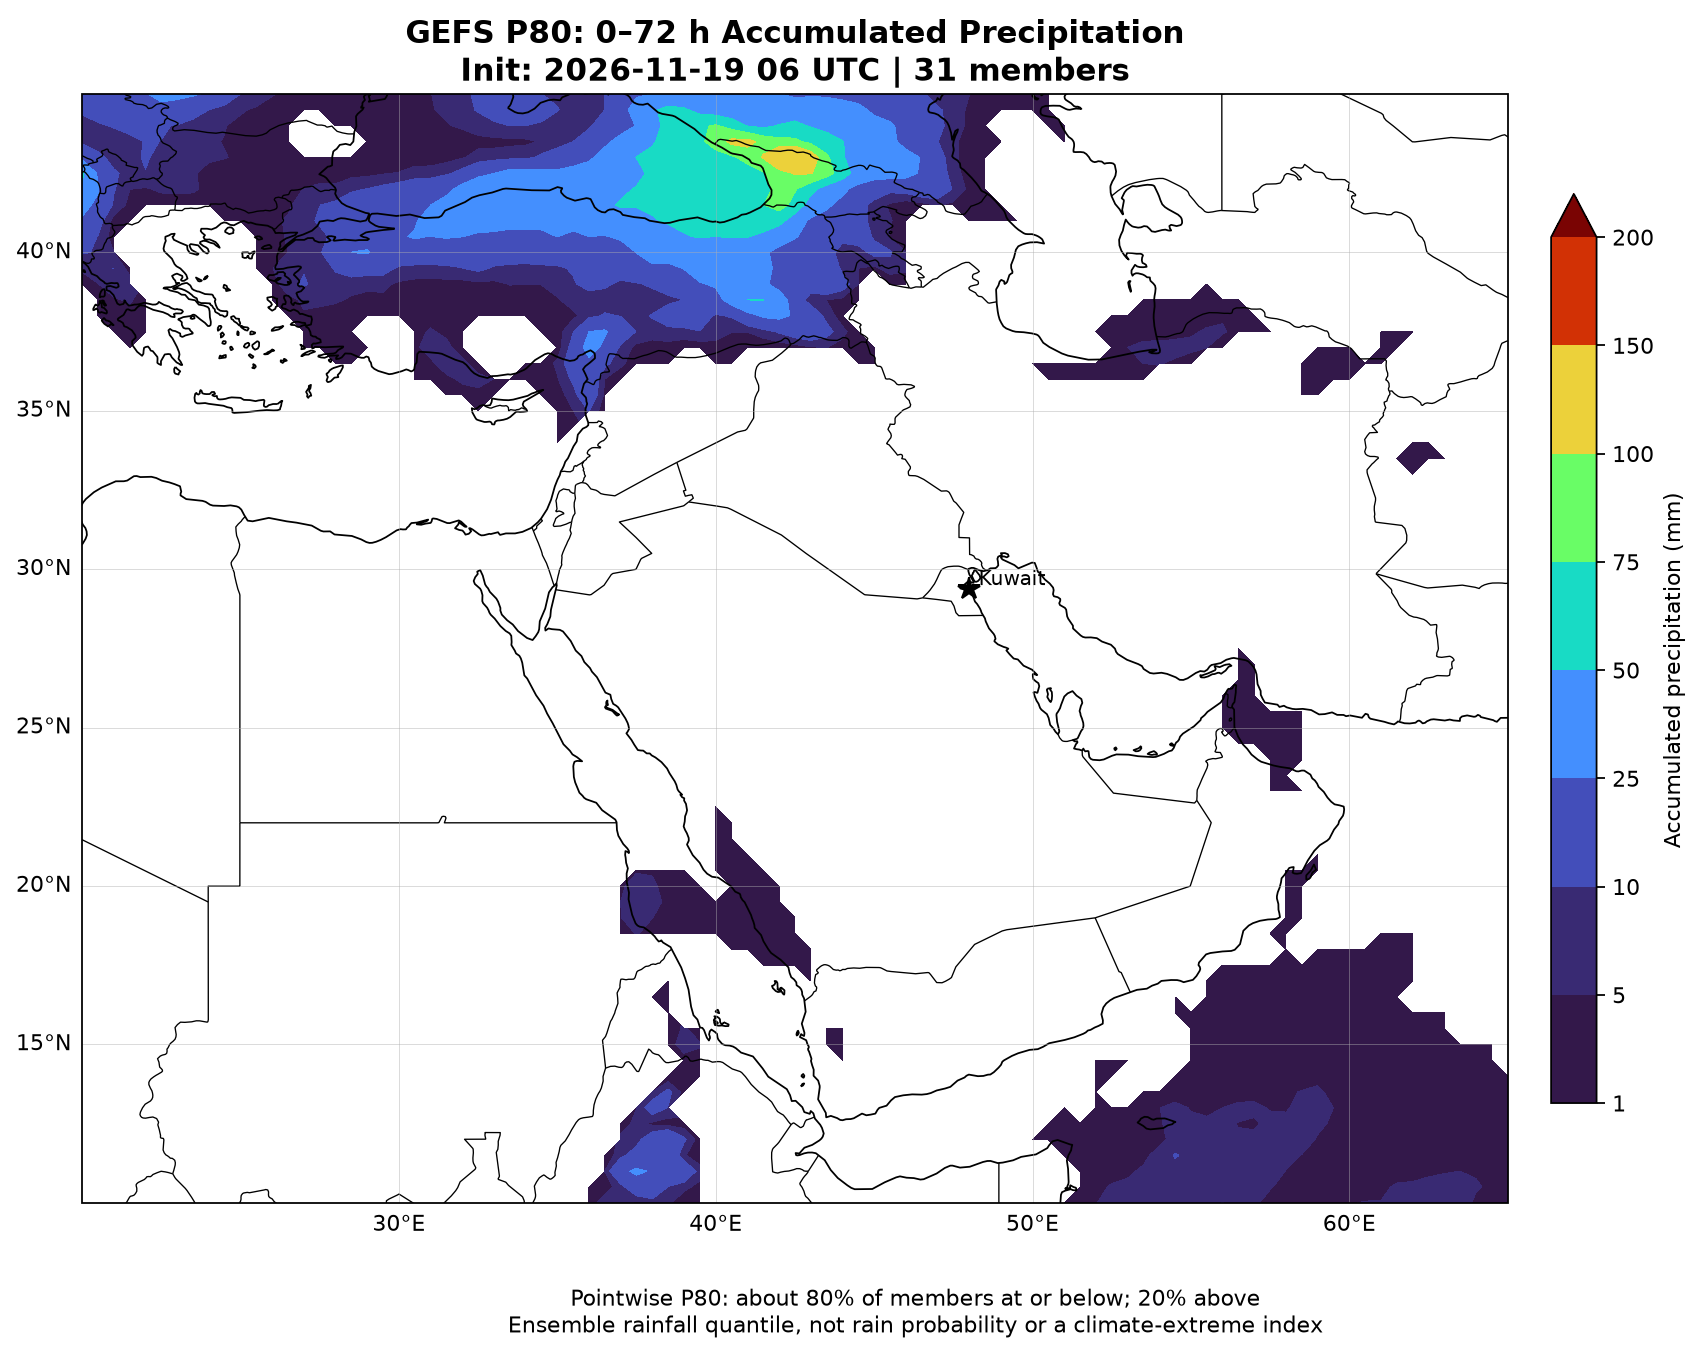 GEFS P80: 0–72 h Accumulated Precipitation
Init: 2026-11-19 06 UTC | 31 members
40°N
35°N
30°N
25°N
20°N
15°N
Kuwait
30°E
40°E
50°E
60°E
200
150
100
75
50
25
10
5
1
Accumulated precipitation (mm)
Pointwise P80: about 80% of members at or below; 20% above
Ensemble rainfall quantile, not rain probability or a climate-extreme index